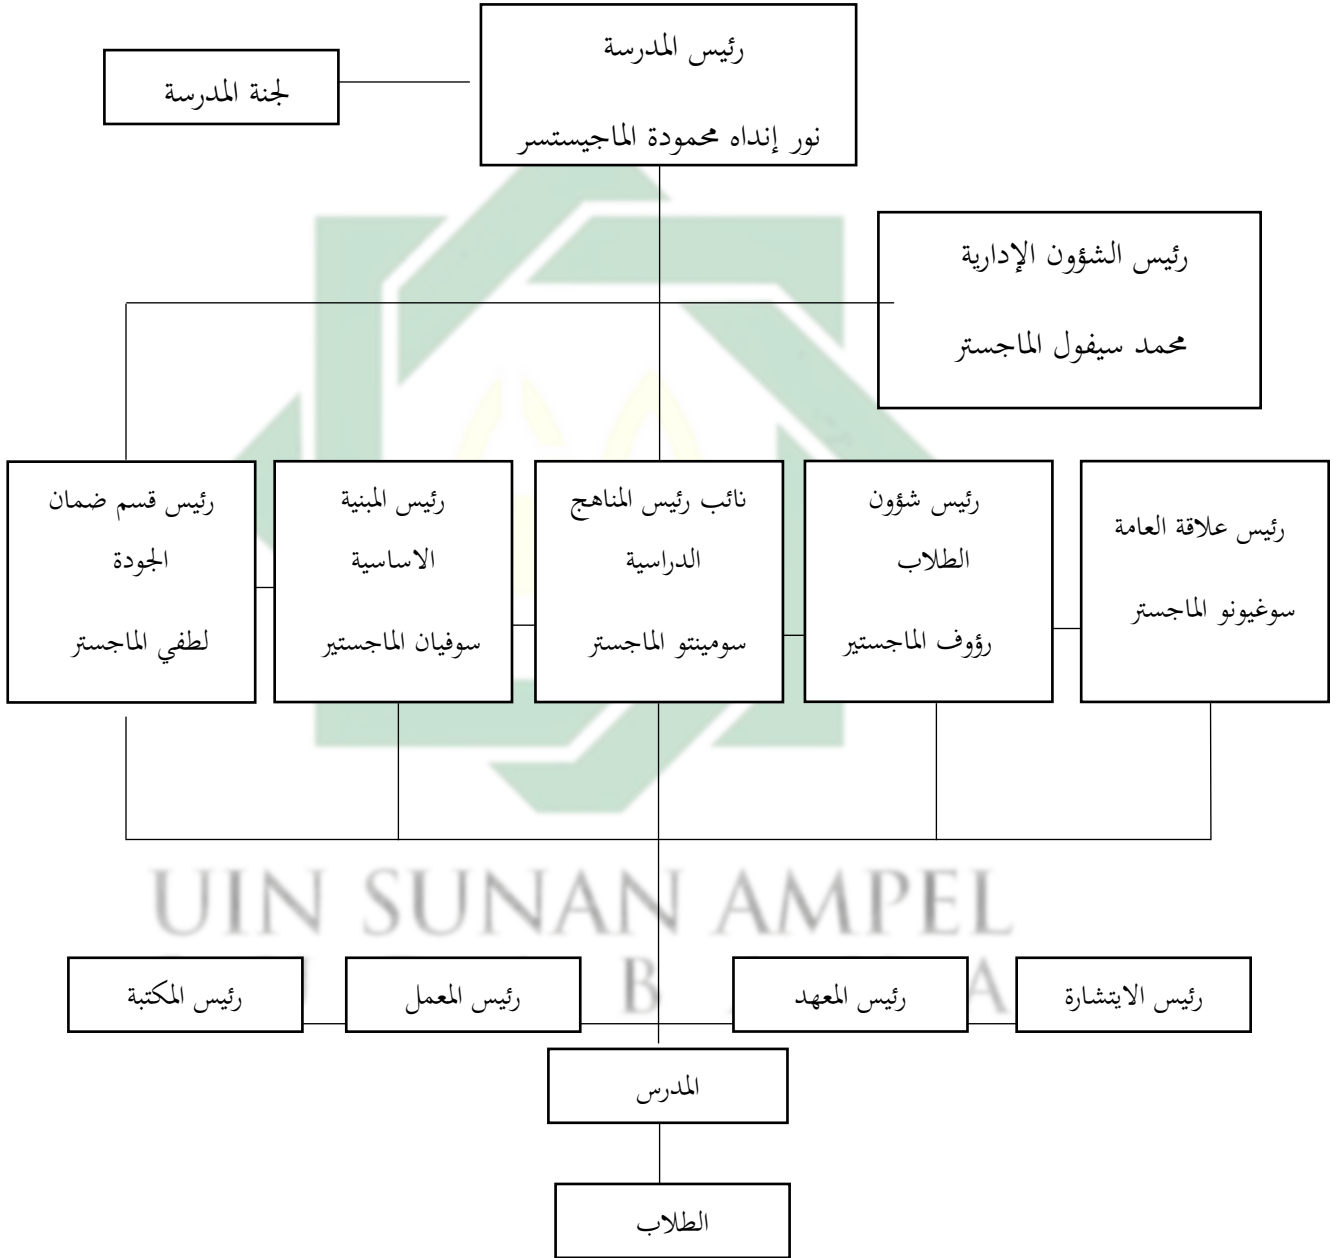 رئيس المدرسة
نور إنداه محمودة الماجيستسر
لجنة المدرسة
رئيس الشؤون الإدارية
محمد سيفول الماجستر
رئيس علاقة العامة
سوغيونو الماجستر
رئيس شؤون
الطلاب
رؤوف الماجستير
نائب رئيس المناهج
الدراسية
سومينتو الماجستر
رئيس المبنية
الاساسية
سوفيان الماجستير
رئيس قسم ضمان
الجودة
لطفي الماجستر
UIN SUNAN AMPEL
رئيس الايتشارة
رئيس المعهد
رئيس المعمل
رئيس المكتبة
المدرس
الطلاب